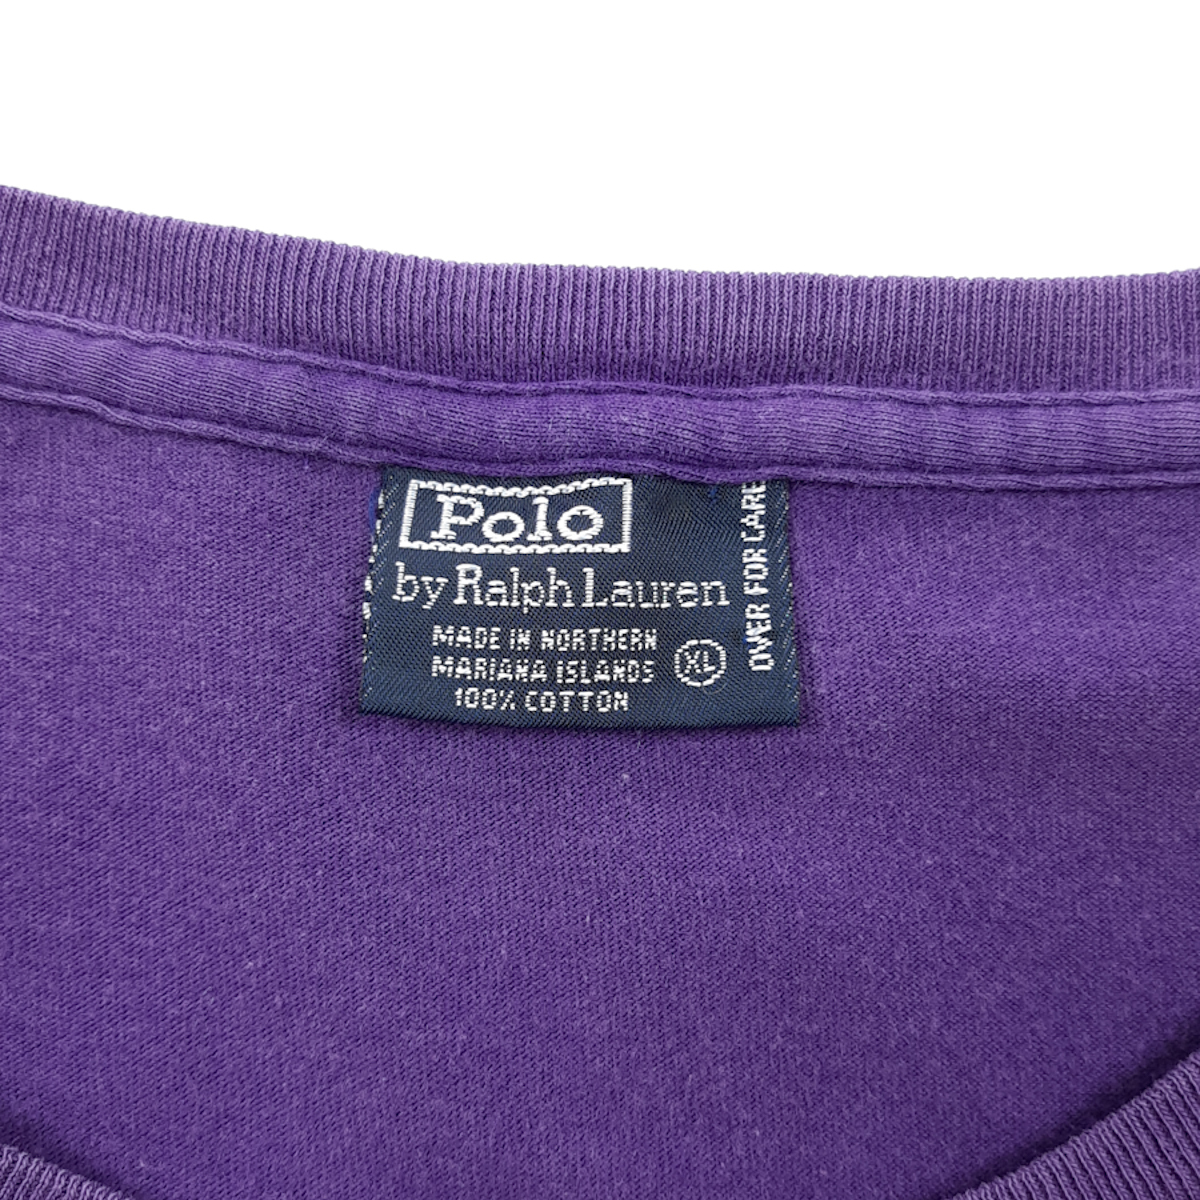 Polo
by Ralph Lauren
MADE IN NORTHERN
MARIANA ISLANDS
100% COTTON
XL
OVER FOR CARE